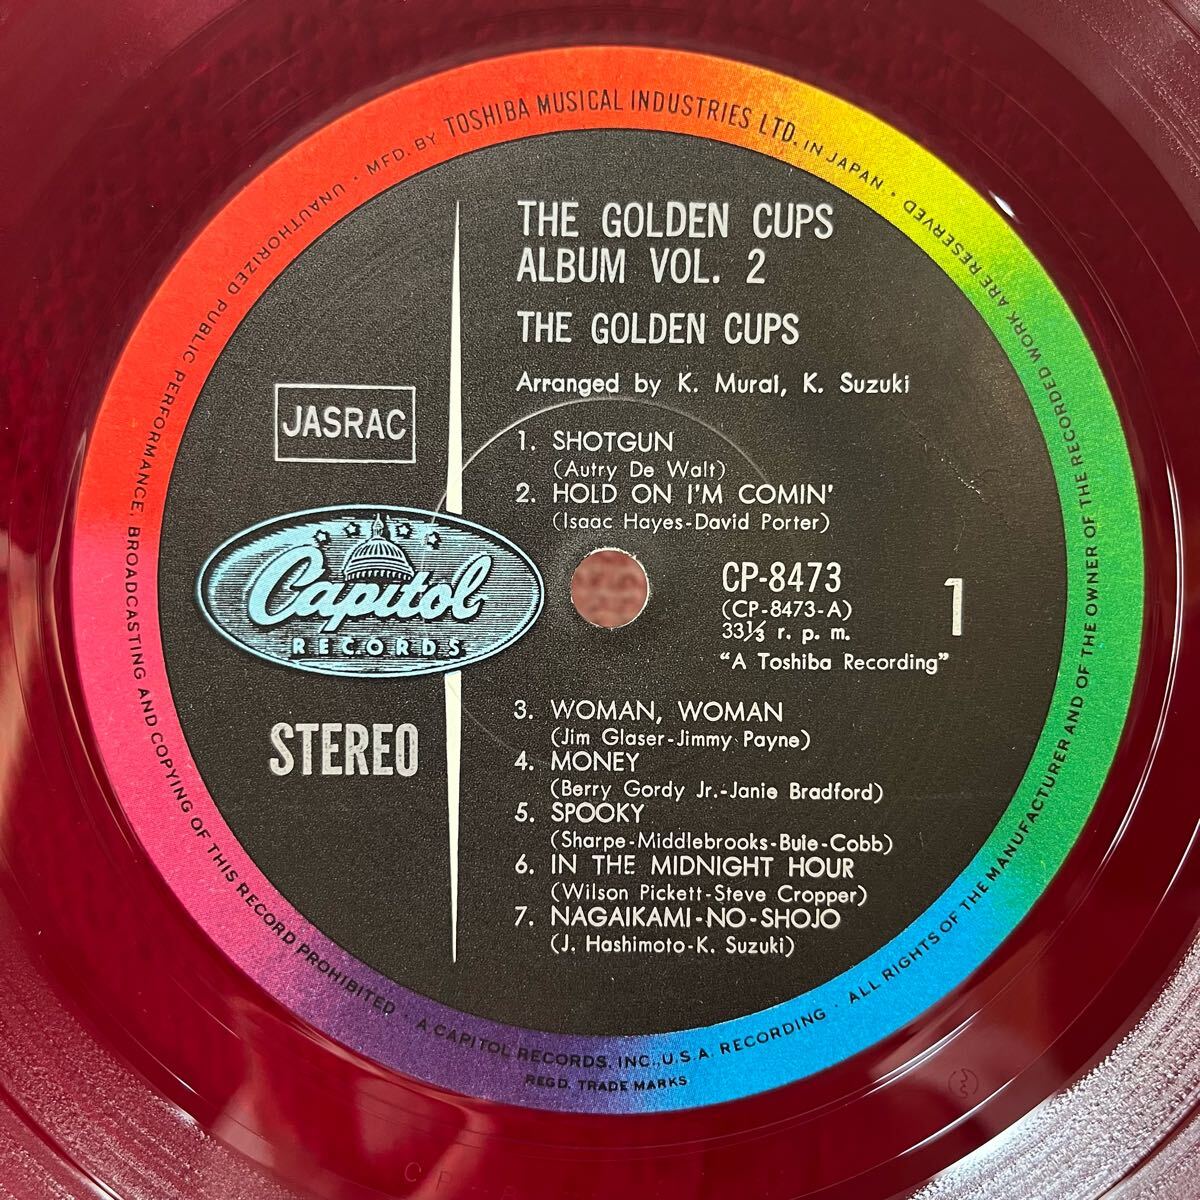 MFD. BY TOSHIBA MUSICAL INDUSTRIES LTD. IN JAPAN • ALL RIGHTS OF THE MANUFACTURER AND OF THE OWNER OF THE RECORDED WORK ARE RESERVED •
UNAUTHORIZED PUBLIC PERFORMANCE, BROADCASTING AND COPYING OF THIS RECORD PROHIBITED • A CAPITOL RECORDS, INC., U.S.A. RECORDING •
REGD. TRADE MARKS
THE GOLDEN CUPS
ALBUM VOL. 2
THE GOLDEN CUPS
Arranged by K. Mural, K. Suzuki
JASRAC
1. SHOTGUN
(Autry De Walt)
2. HOLD ON I'M COMIN'
(Isaac Hayes-David Porter)
Capitol
RECORDS
CP-8473
(CP-8473-A)
33⅓ r. p. m.
1
"A Toshiba Recording"
STEREO
3. WOMAN, WOMAN
(Jim Glaser-Jimmy Payne)
4. MONEY
(Berry Gordy Jr.-Janie Bradford)
5. SPOOKY
(Sharpe-Middlebrooks-Buie-Cobb)
6. IN THE MIDNIGHT HOUR
(Wilson Pickett-Steve Cropper)
7. NAGAIKAMI-NO-SHOJO
(J. Hashimoto-K. Suzuki)